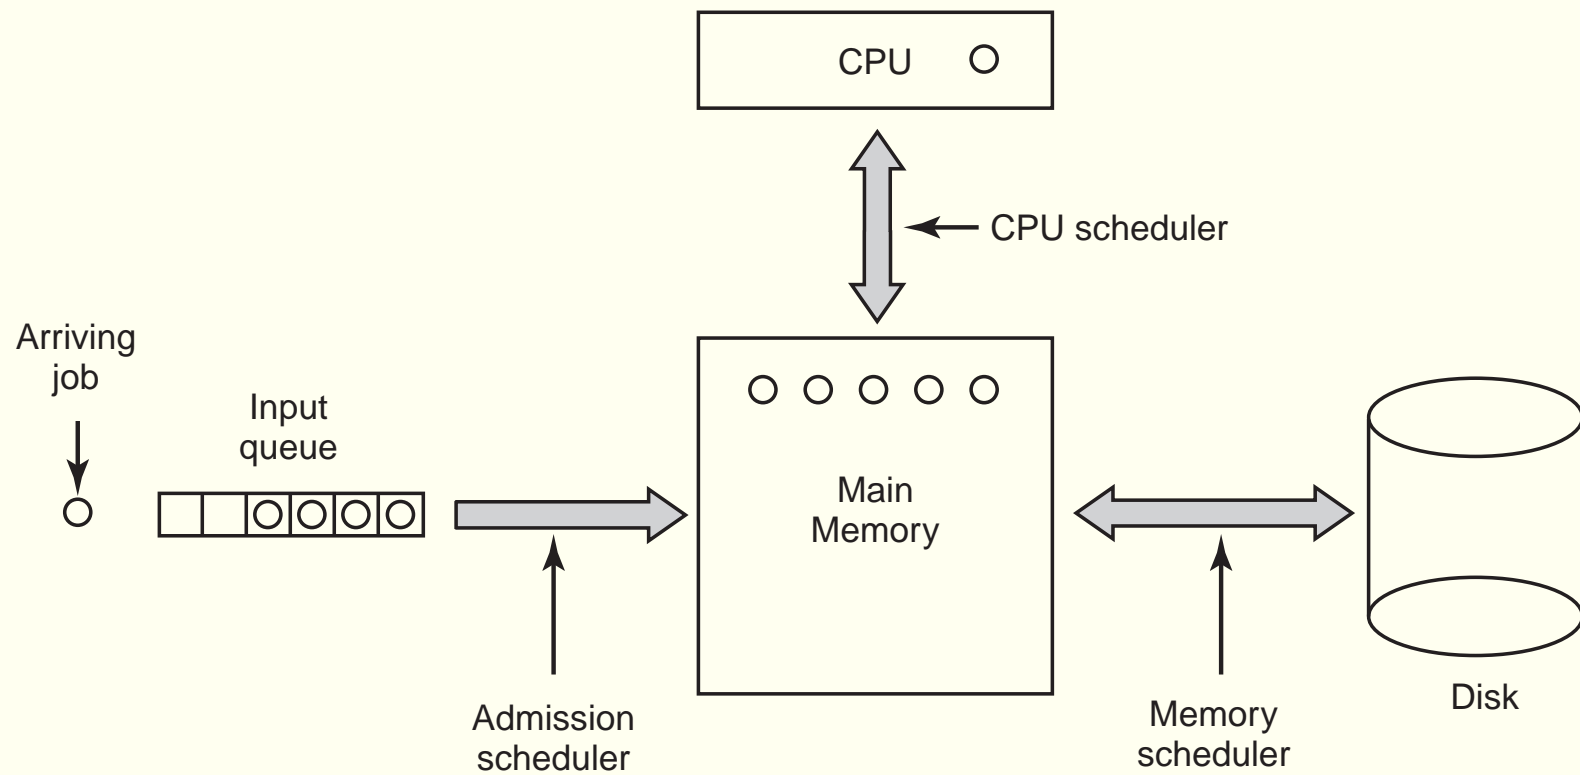 CPU
CPU scheduler
Arriving
job
Input
queue
Main
Memory
Admission
scheduler
Memory
scheduler
Disk